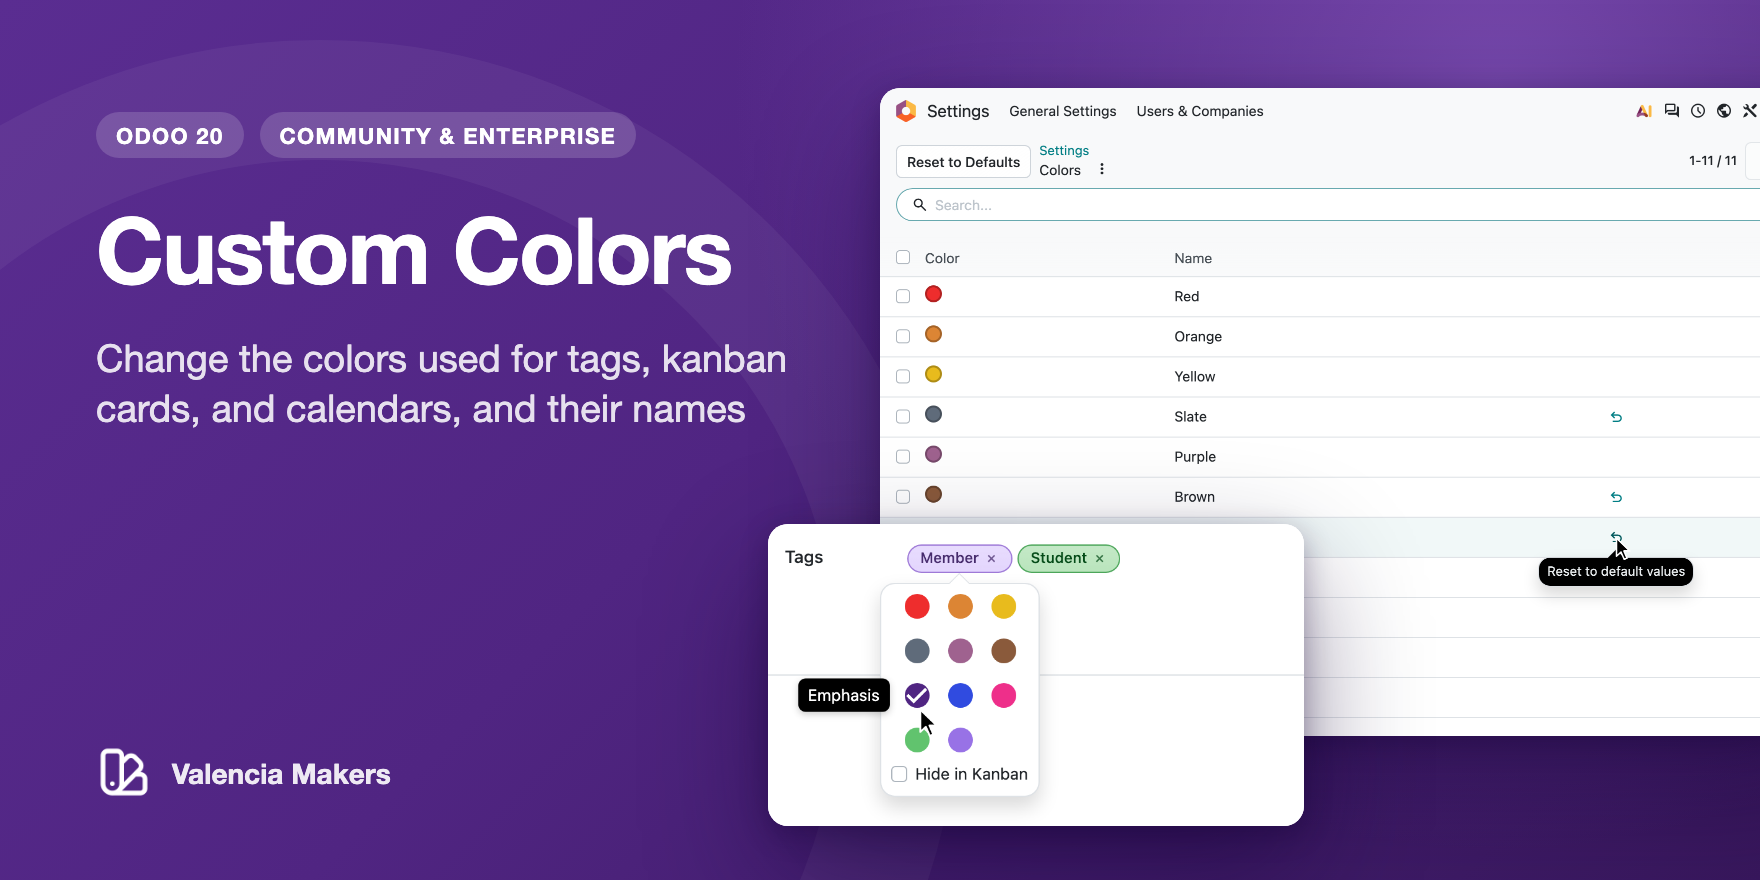 ODOO 20
COMMUNITY & ENTERPRISE
Custom Colors
Change the colors used for tags, kanban
cards, and calendars, and their names
Valencia Makers
Settings
General Settings
Users & Companies
AI
Reset to Defaults
Settings
Colors
1-11 / 11
Search...
Color
Name
Red
Orange
Yellow
Slate
Purple
Brown
Reset to default values
Tags
Member ×
Student ×
Emphasis
Hide in Kanban